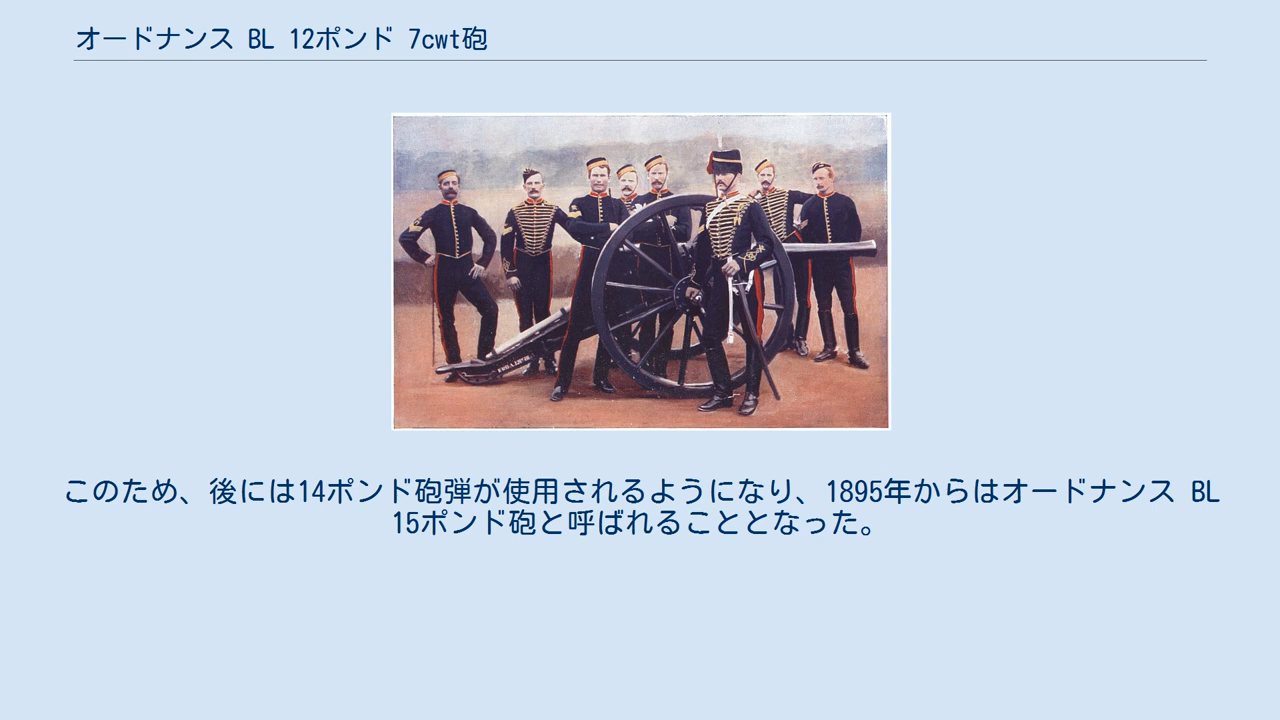 オードナンス BL 12ポンド 7cwt砲
このため、後には14ポンド砲弾が使用されるようになり、1895年からはオードナンス BL
15ポンド砲と呼ばれることとなった。